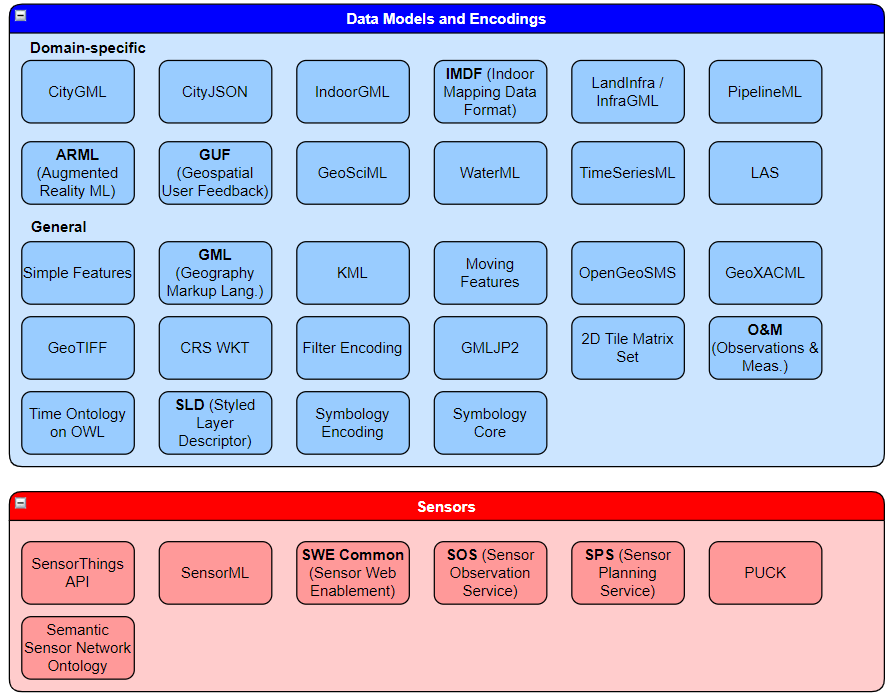 Data Models and Encodings
Domain-specific
CityGML
CityJSON
IndoorGML
IMDF (Indoor
Mapping Data
Format)
LandInfra /
InfraGML
PipelineML
ARML
(Augmented
Reality ML)
GUF
(Geospatial
User Feedback)
GeoSciML
WaterML
TimeSeriesML
LAS
General
Simple Features
GML
(Geography
Markup Lang.)
KML
Moving
Features
OpenGeoSMS
GeoXACML
GeoTIFF
CRS WKT
Filter Encoding
GMLJP2
2D Tile Matrix
Set
O&M
(Observations &
Meas.)
Time Ontology
on OWL
SLD (Styled
Layer
Descriptor)
Symbology
Encoding
Symbology
Core
Sensors
SensorThings
API
SensorML
SWE Common
(Sensor Web
Enablement)
SOS (Sensor
Observation
Service)
SPS (Sensor
Planning
Service)
PUCK
Semantic
Sensor Network
Ontology